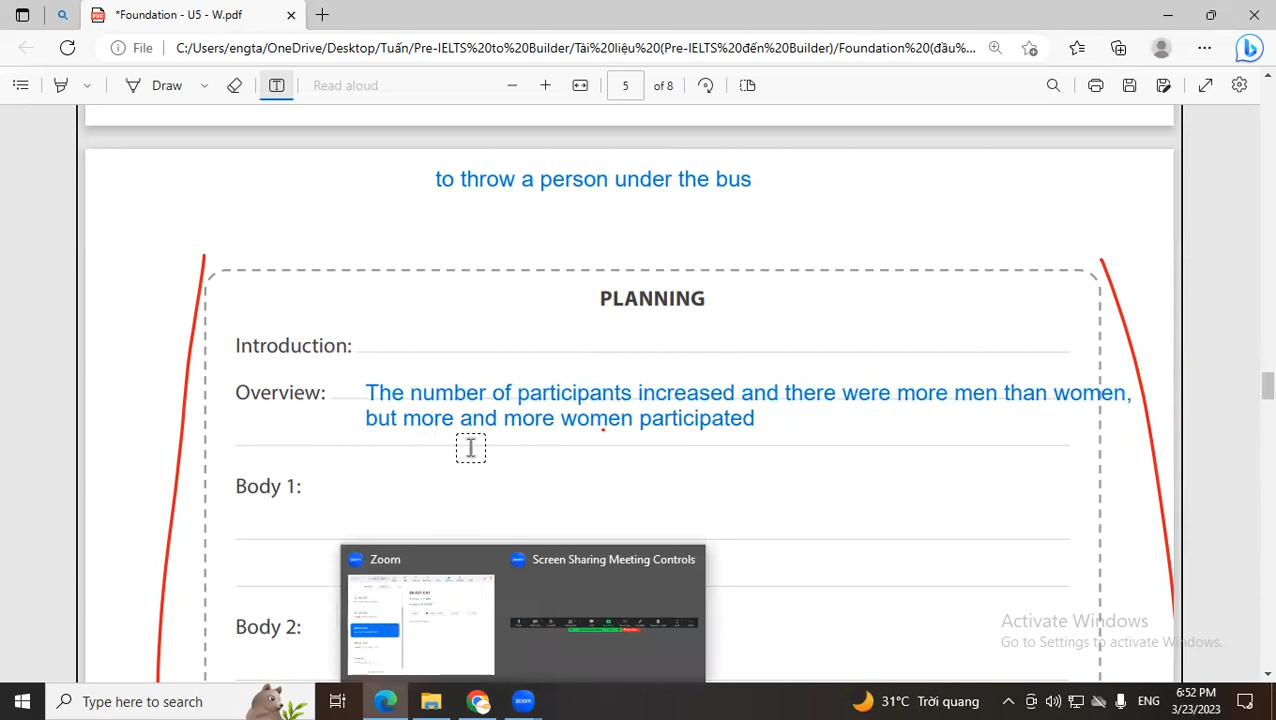 *Foundation - U5 - W.pdf
File
C:/Users/engta/OneDrive/Desktop/Tuấn/Pre-IELTS%20to%20Builder/Tài liệu%20(Pre-IELTS%20đến%20Builder)/Foundation%20(đầu%...
Draw
Read aloud
5 of 8
to throw a person under the bus
PLANNING
Introduction:
Overview: The number of participants increased and there were more men than women,
but more and more women participated
Body 1:
Zoom
Screen Sharing Meeting Controls
Body 2:
Activate Windows
Go to Settings to activate Windows.
Type here to search
zoom
31°C Trời quang
ENG
6:52 PM
3/23/2023